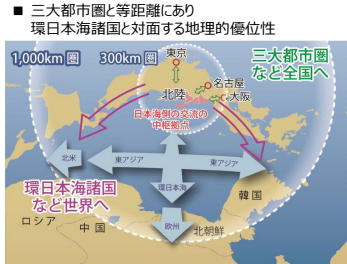 ■ 三大都市圏と等距離にあり
環日本海諸国と対面する地理的優位性
1,000km 圏
300km 圏
東京
三大都市圏
など全国へ
名古屋
大阪
北陸
日本海側の交流の
中枢拠点
北米
東アジア
東アジア
環日本海
環日本海諸国
など世界へ
韓国
欧州
北朝鮮
ロシア
中国